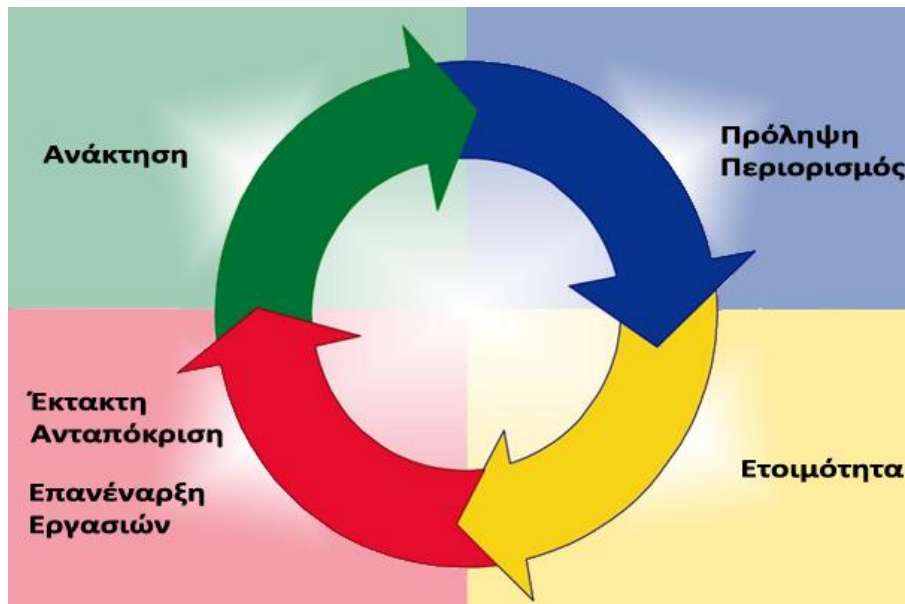 Ανάκτηση
Πρόληψη
Περιορισμός
Έκτακτη
Ανταπόκριση
Επανέναρξη
Εργασιών
Ετοιμότητα